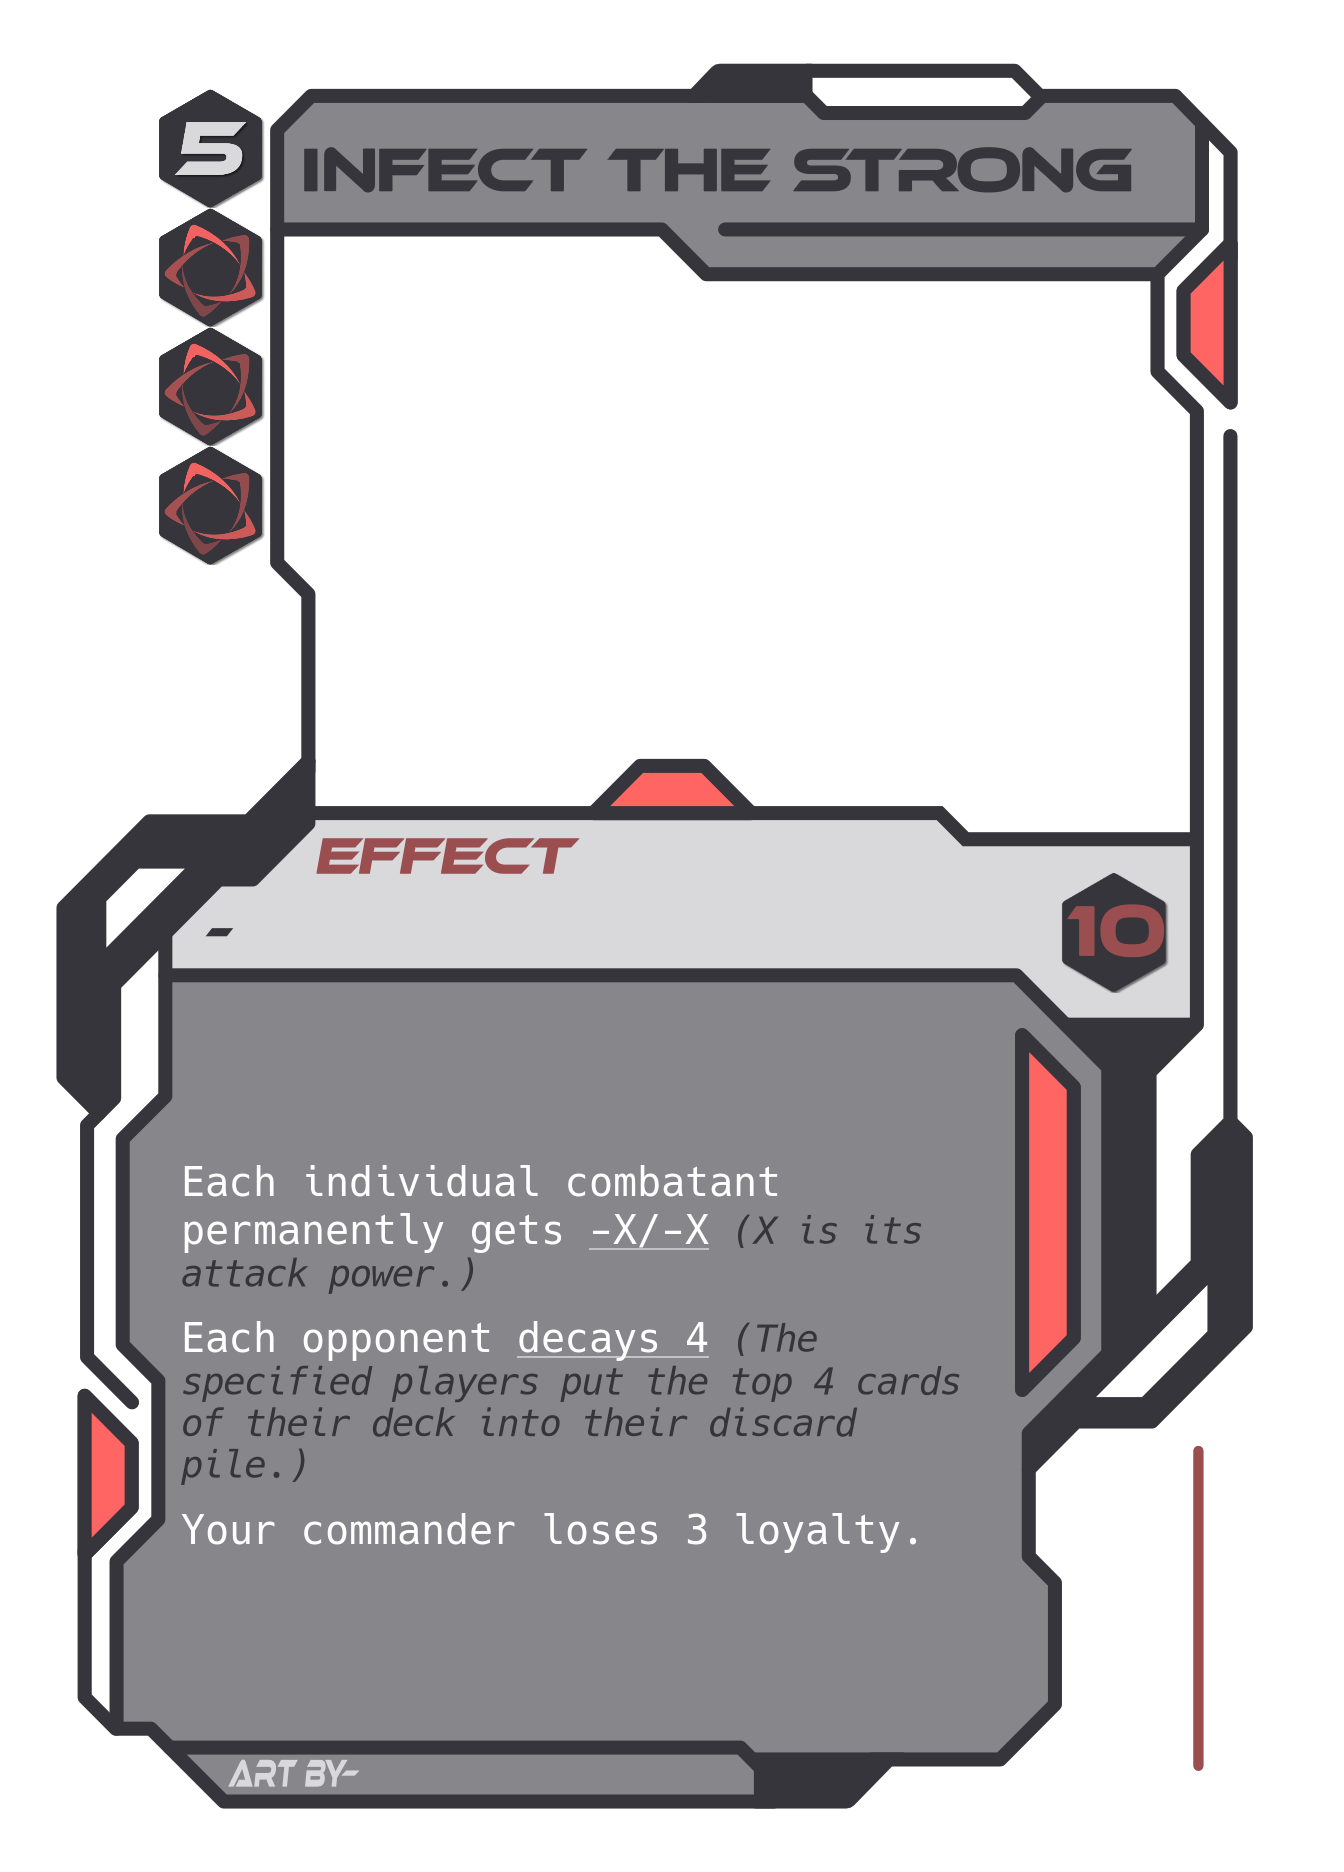 5
INFECT THE STRONG
EFFECT
-
10
Each individual combatant
permanently gets -X/-X (X is its
attack power.)
Each opponent decays 4 (The
specified players put the top 4 cards
of their deck into their discard
pile.)
Your commander loses 3 loyalty.
ART BY-